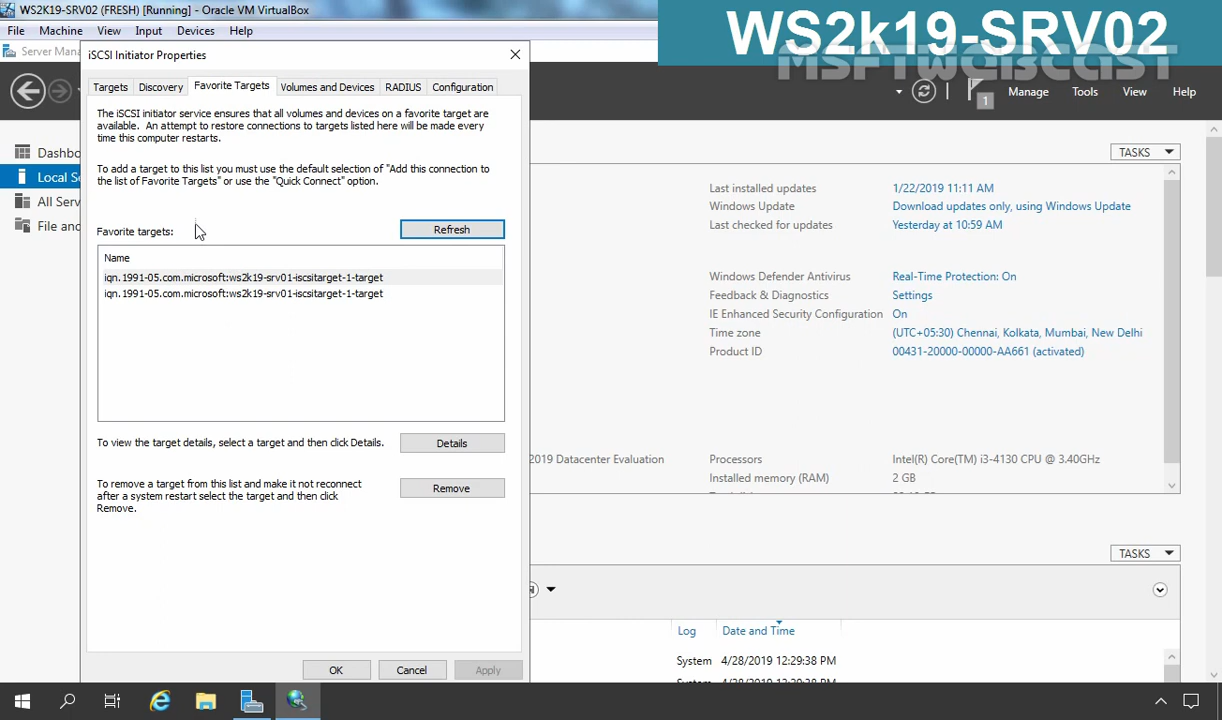 WS2K19-SRV02 (FRESH) [Running] - Oracle VM VirtualBox
WS2k19-SRV02
MSFTWEBCAST
File Machine View Input Devices Help
Server Man
iSCSI Initiator Properties
1
Manage Tools View Help
Targets Discovery Favorite Targets Volumes and Devices RADIUS Configuration
The iSCSI initiator service ensures that all volumes and devices on a favorite target are
available. An attempt to restore connections to targets listed here will be made every
time this computer restarts.
To add a target to this list you must use the default selection of "Add this connection to
the list of Favorite Targets" or use the "Quick Connect" option.
Favorite targets:
Refresh
Name
iqn.1991-05.com.microsoft:ws2k19-srv01-iscsitarget-1-target
iqn.1991-05.com.microsoft:ws2k19-srv01-iscsitarget-1-target
To view the target details, select a target and then click Details.
Details
To remove a target from this list and make it not reconnect
after a system restart select the target and then click
Remove.
Remove
OK Cancel Apply
Dashbo
Local Se
All Serv
File and
TASKS
Last installed updates 1/22/2019 11:11 AM
Windows Update Download updates only, using Windows Update
Last checked for updates Yesterday at 10:59 AM
Windows Defender Antivirus Real-Time Protection: On
Feedback & Diagnostics Settings
IE Enhanced Security Configuration On
Time zone (UTC+05:30) Chennai, Kolkata, Mumbai, New Delhi
Product ID 00431-20000-00000-AA661 (activated)
2019 Datacenter Evaluation
Processors Intel(R) Core(TM) i3-4130 CPU @ 3.40GHz
Installed memory (RAM) 2 GB
TASKS
Log Date and Time
System 4/28/2019 12:29:38 PM